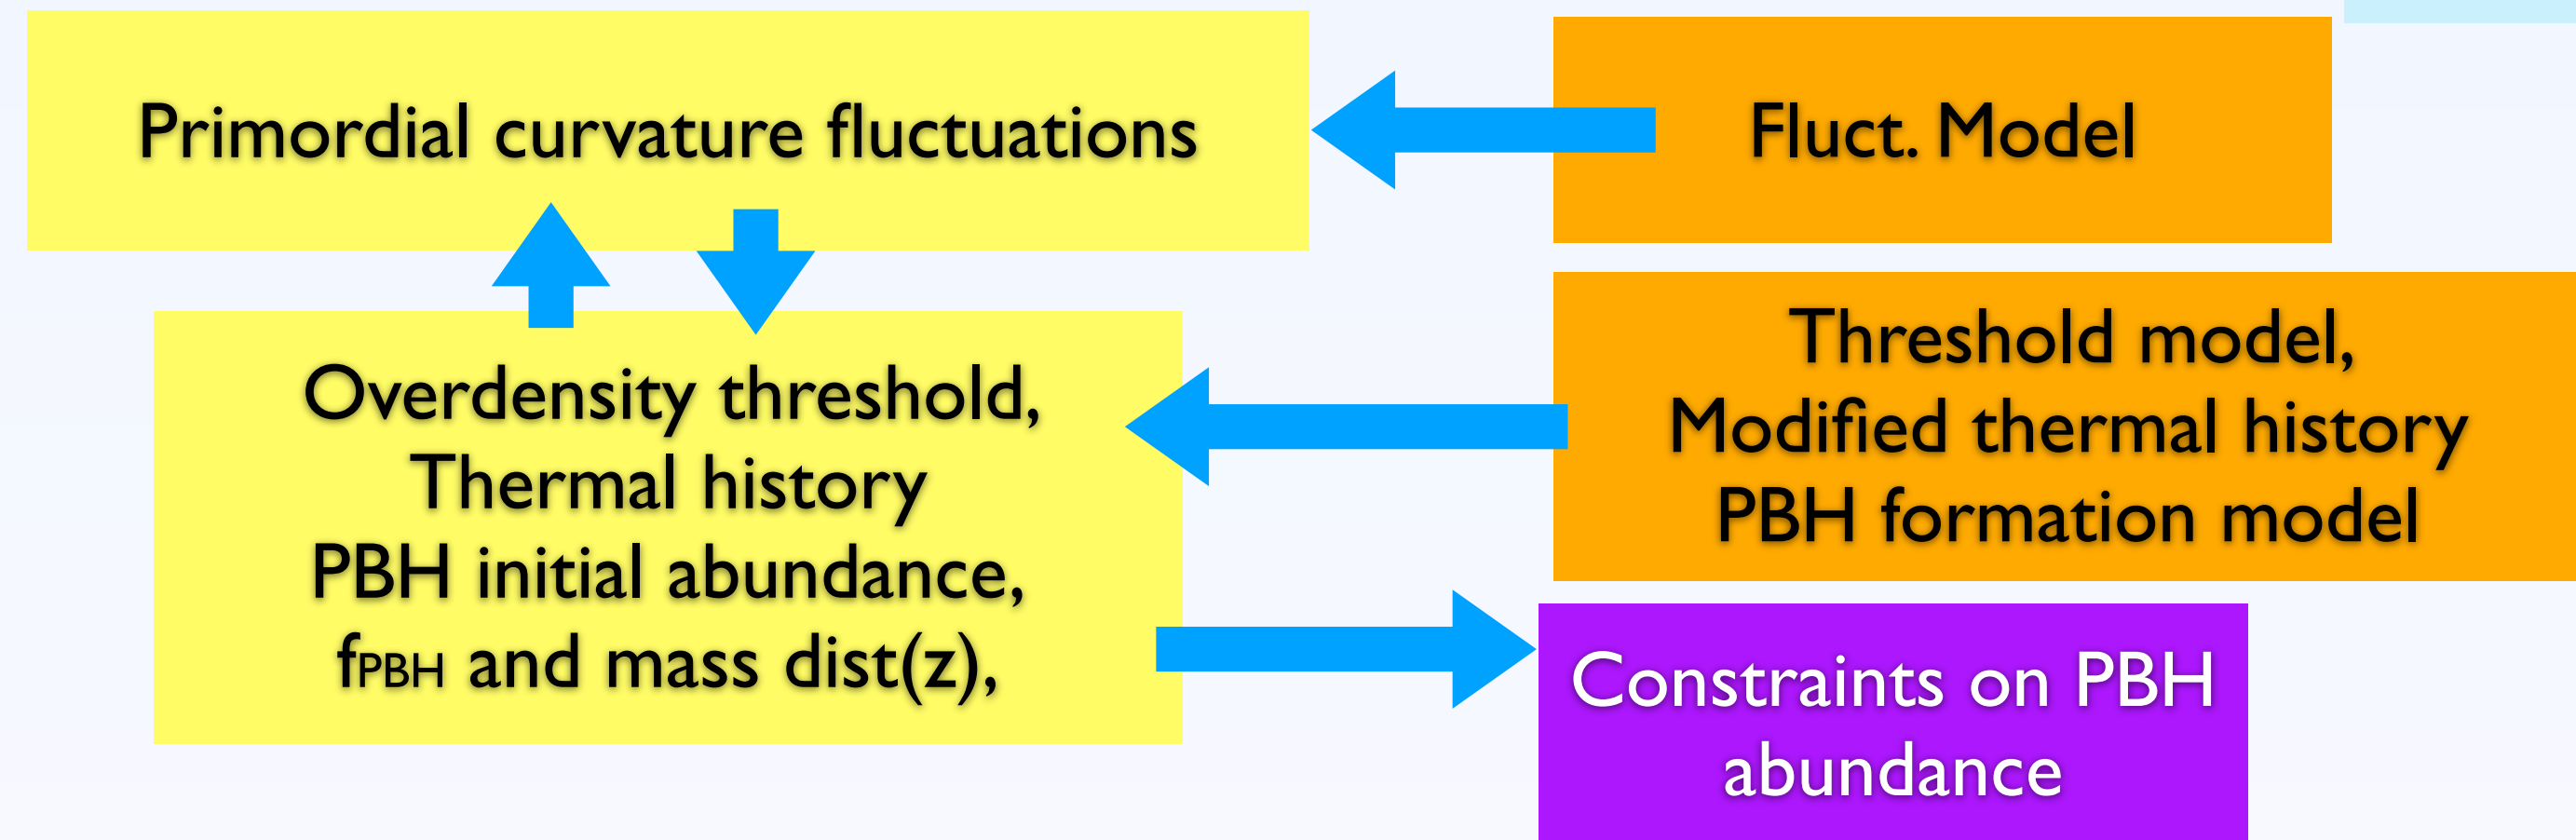 Primordial curvature fluctuations
Fluct. Model
Overdensity threshold,
Thermal history
PBH initial abundance,
fPBH and mass dist(z),
Threshold model,
Modified thermal history
PBH formation model
Constraints on PBH
abundance